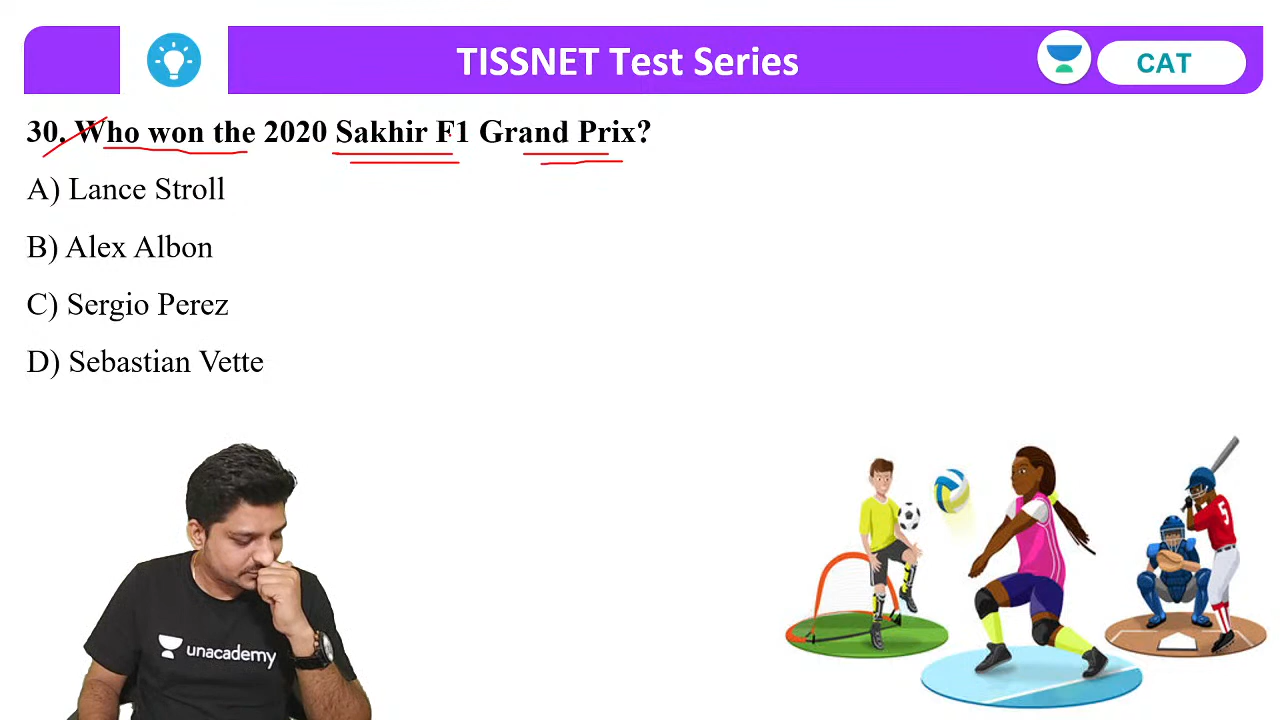 TISSNET Test Series
CAT
30. Who won the 2020 Sakhir F1 Grand Prix?
A) Lance Stroll
B) Alex Albon
C) Sergio Perez
D) Sebastian Vette
unacademy
5